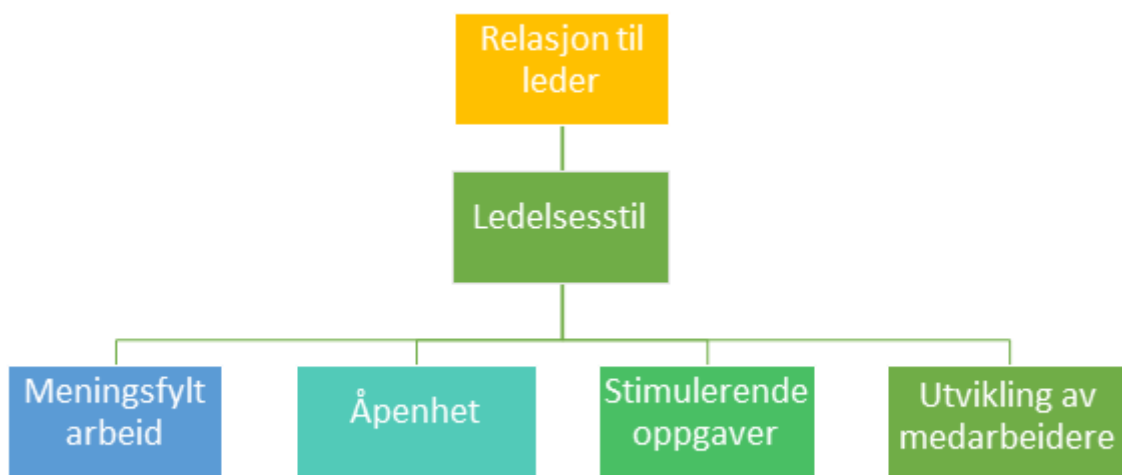 Relasjon til
leder
Ledelsesstil
Meningsfylt
arbeid
Åpenhet
Stimulerende
oppgaver
Utvikling av
medarbeidere